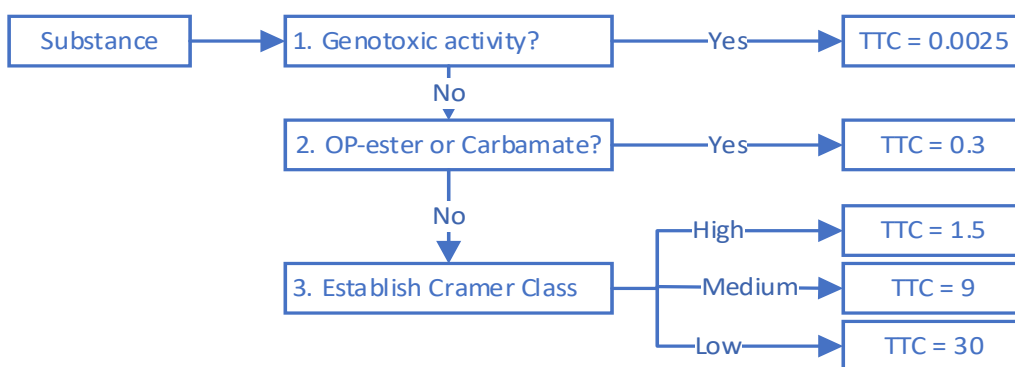 Substance
1. Genotoxic activity?
Yes
TTC = 0.0025
No
2. OP-ester or Carbamate?
Yes
TTC = 0.3
No
3. Establish Cramer Class
High
TTC = 1.5
Medium
TTC = 9
Low
TTC = 30